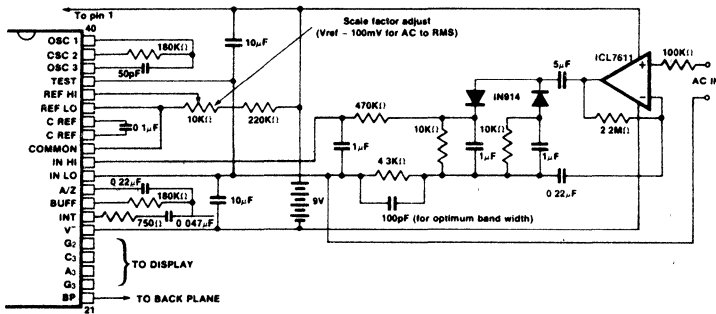 To pin 1
40
OSC 1
CSC 2
OSC 3
TEST
REF HI
REF LO
C REF
C REF
COMMON
IN HI
IN LO
A/Z
BUFF
INT
V−
G2
C3
A3
G3
BP
21
180KΩ
50pF
10µF
Scale factor adjust
(Vref – 100mV for AC to RMS)
10KΩ
220KΩ
0 1µF
0 22µF
180KΩ
750Ω
0 047µF
10µF
9V
TO DISPLAY
TO BACK PLANE
470KΩ
1µF
10KΩ
1µF
10KΩ
1µF
4 3KΩ
100pF (for optimum band width)
IN914
5µF
ICL7611
+
−
100KΩ
AC IN
2 2MΩ
0 22µF